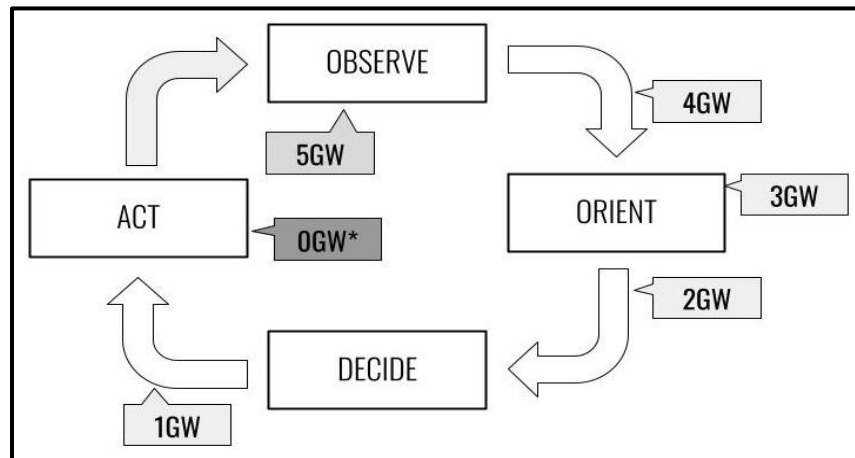 OBSERVE
4GW
5GW
ACT
ORIENT
3GW
0GW*
2GW
DECIDE
1GW